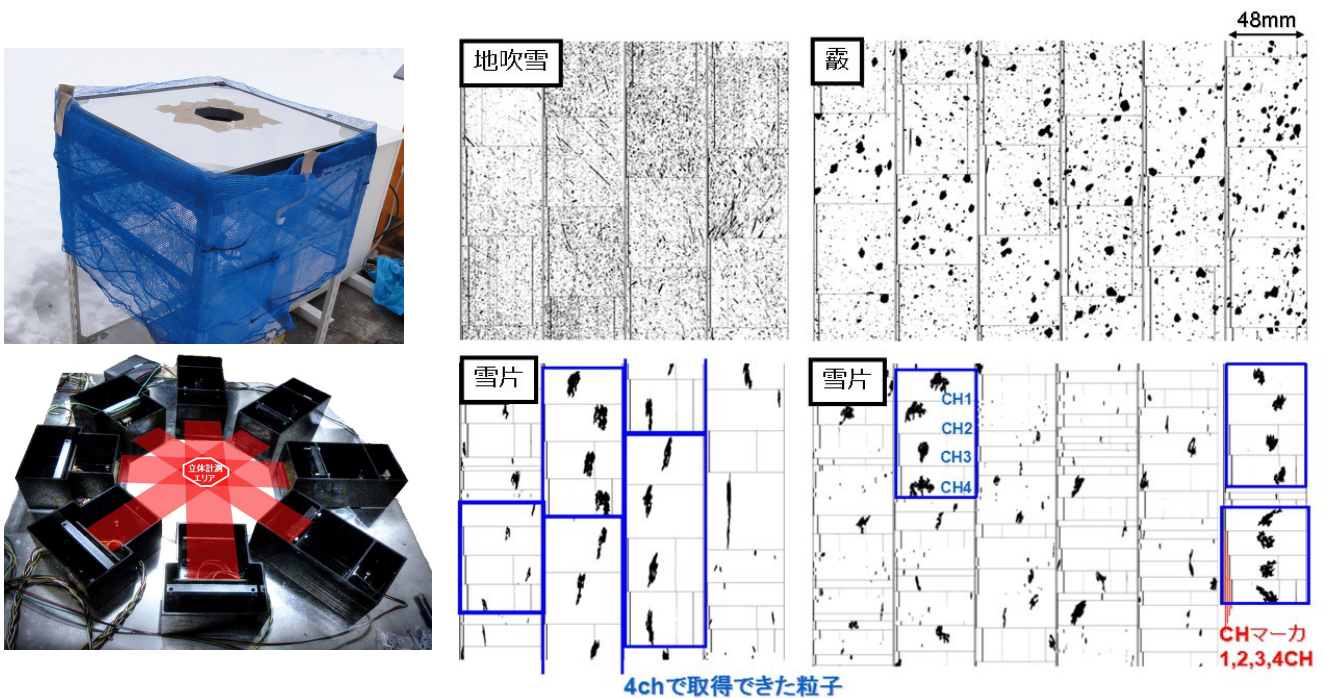 48mm
地吹雪
霰
雪片
雪片
立体計測
エリア
CH1
CH2
CH3
CH4
CHマーカ
1,2,3,4CH
4chで取得できた粒子